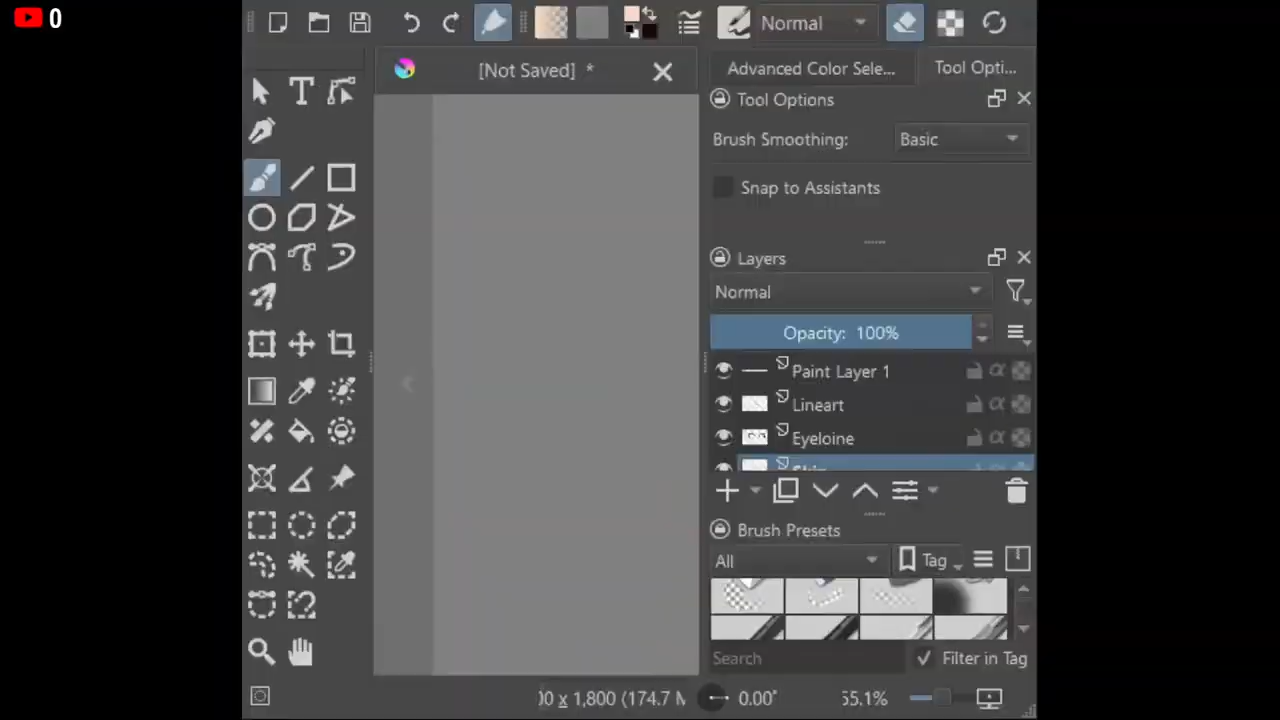 0
Normal
[Not Saved] *
Advanced Color Sele...
Tool Opti...
Tool Options
Brush Smoothing:
Basic
Snap to Assistants
Layers
Normal
Opacity: 100%
Paint Layer 1
Lineart
Eyeloine
Brush Presets
All
Tag
Search
Filter in Tag
x 1,800 (174.7 M
0.00°
55.1%